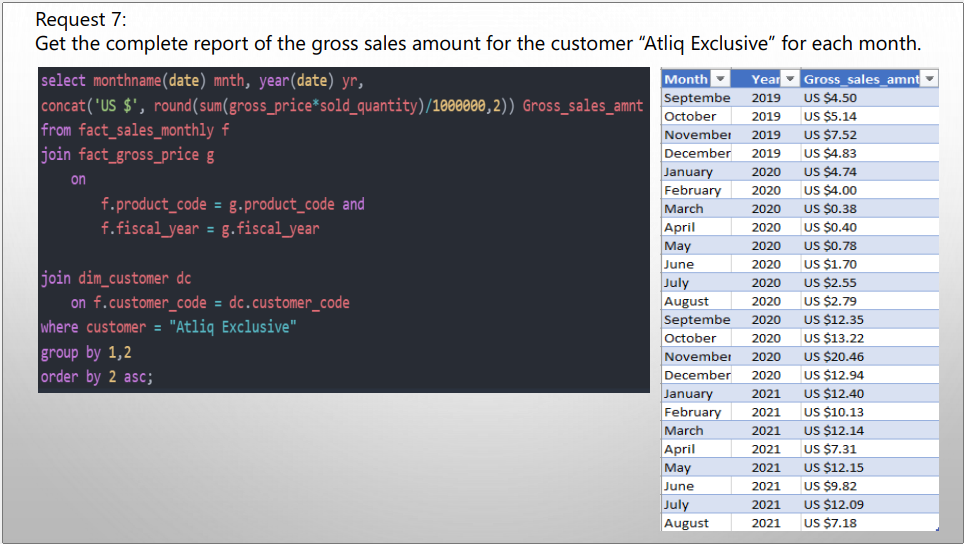 Request 7:
Get the complete report of the gross sales amount for the customer “Atliq Exclusive” for each month.
select monthname(date) mnth, year(date) yr,
concat('US $', round(sum(gross_price*sold_quantity)/1000000,2)) Gross_sales_amnt
from fact_sales_monthly f
join fact_gross_price g
on
f.product_code = g.product_code and
f.fiscal_year = g.fiscal_year
join dim_customer dc
on f.customer_code = dc.customer_code
where customer = "Atliq Exclusive"
group by 1,2
order by 2 asc;
Month Year Gross_sales_amnt
Septembe 2019 US $4.50
October 2019 US $5.14
November 2019 US $7.52
December 2019 US $4.83
January 2020 US $4.74
February 2020 US $4.00
March 2020 US $0.38
April 2020 US $0.40
May 2020 US $0.78
June 2020 US $1.70
July 2020 US $2.55
August 2020 US $2.79
Septembe 2020 US $12.35
October 2020 US $13.22
November 2020 US $20.46
December 2020 US $12.94
January 2021 US $12.40
February 2021 US $10.13
March 2021 US $12.14
April 2021 US $7.31
May 2021 US $12.15
June 2021 US $9.82
July 2021 US $12.09
August 2021 US $7.18